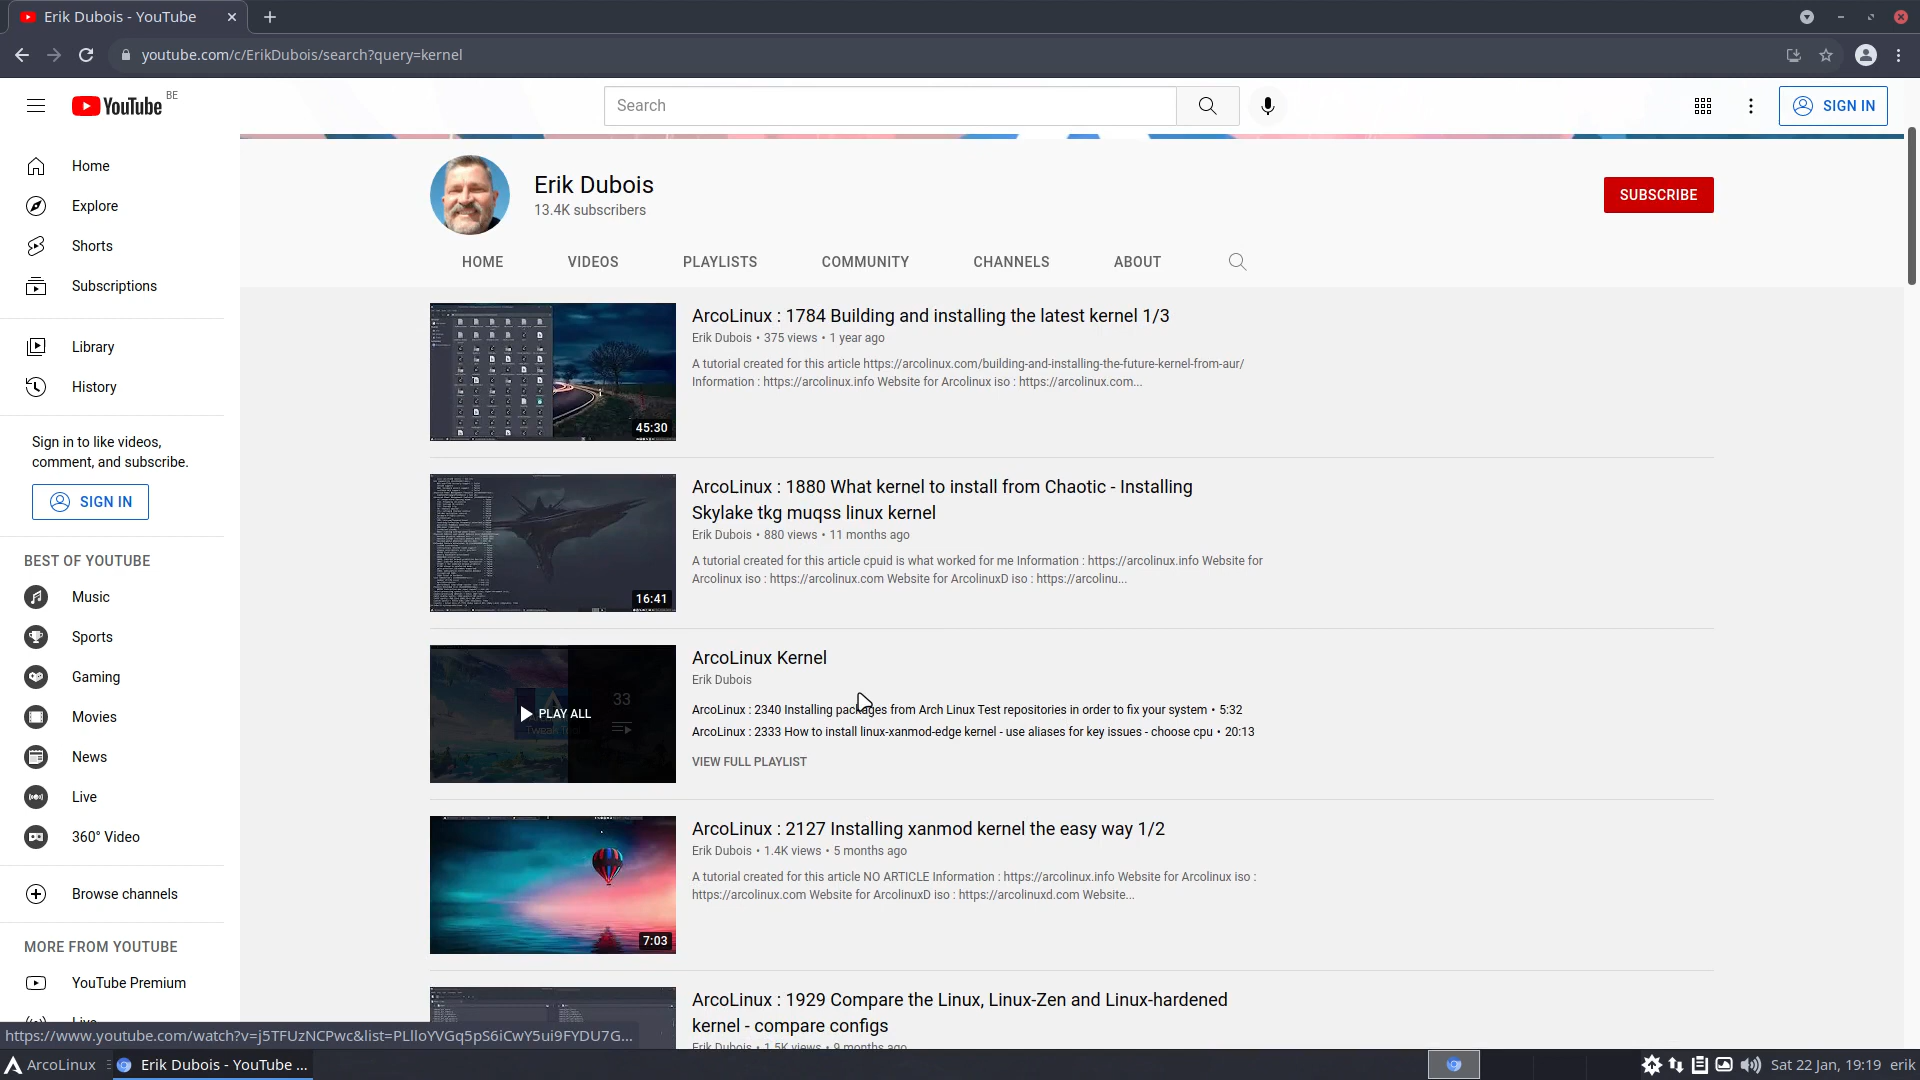 Erik Dubois - YouTube
youtube.com/c/ErikDubois/search?query=kernel
YouTube BE
Search
SIGN IN
Home
Explore
Shorts
Subscriptions
Library
History
Sign in to like videos,
comment, and subscribe.
SIGN IN
BEST OF YOUTUBE
Music
Sports
Gaming
Movies
News
Live
360° Video
Browse channels
MORE FROM YOUTUBE
YouTube Premium
Live
Erik Dubois
13.4K subscribers
SUBSCRIBE
HOME VIDEOS PLAYLISTS COMMUNITY CHANNELS ABOUT
45:30
ArcoLinux : 1784 Building and installing the latest kernel 1/3
Erik Dubois • 375 views • 1 year ago
A tutorial created for this article https://arcolinux.com/building-and-installing-the-future-kernel-from-aur/
Information : https://arcolinux.info Website for Arcolinux iso : https://arcolinux.com...
16:41
ArcoLinux : 1880 What kernel to install from Chaotic - Installing
Skylake tkg muqss linux kernel
Erik Dubois • 880 views • 11 months ago
A tutorial created for this article cpuid is what worked for me Information : https://arcolinux.info Website for
Arcolinux iso : https://arcolinux.com Website for ArcolinuxD iso : https://arcolinu...
33
PLAY ALL
ArcoLinux Kernel
Erik Dubois
ArcoLinux : 2340 Installing packages from Arch Linux Test repositories in order to fix your system • 5:32
ArcoLinux : 2333 How to install linux-xanmod-edge kernel - use aliases for key issues - choose cpu • 20:13
VIEW FULL PLAYLIST
7:03
ArcoLinux : 2127 Installing xanmod kernel the easy way 1/2
Erik Dubois • 1.4K views • 5 months ago
A tutorial created for this article NO ARTICLE Information : https://arcolinux.info Website for Arcolinux iso :
https://arcolinux.com Website for ArcolinuxD iso : https://arcolinuxd.com Website...
ArcoLinux : 1929 Compare the Linux, Linux-Zen and Linux-hardened
kernel - compare configs
Erik Dubois • 1.5K views • 9 months ago
https://www.youtube.com/watch?v=j5TFUzNCPwc&list=PLlloYVGq5pS6iCwY5ui9FYDU7G...
ArcoLinux
Erik Dubois - YouTube ...
Sat 22 Jan, 19:19 erik